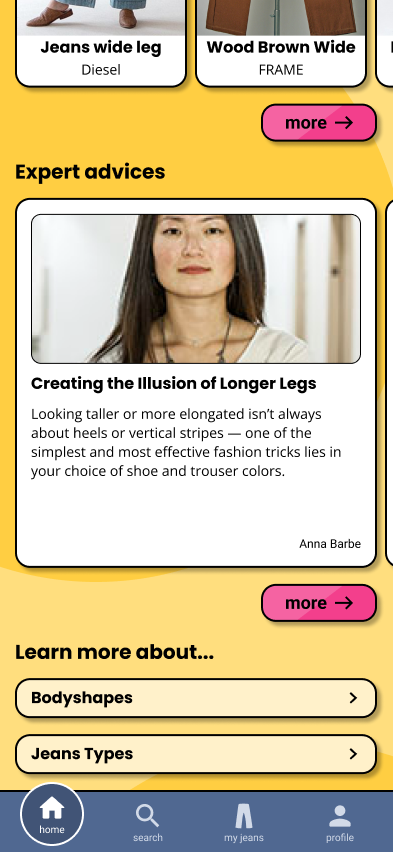 Jeans wide leg
Diesel
Wood Brown Wide
FRAME
more
Expert advices
Creating the Illusion of Longer Legs
Looking taller or more elongated isn’t always
about heels or vertical stripes — one of the
simplest and most effective fashion tricks lies in
your choice of shoe and trouser colors.
Anna Barbe
more
Learn more about...
Bodyshapes
Jeans Types
home
search
my jeans
profile